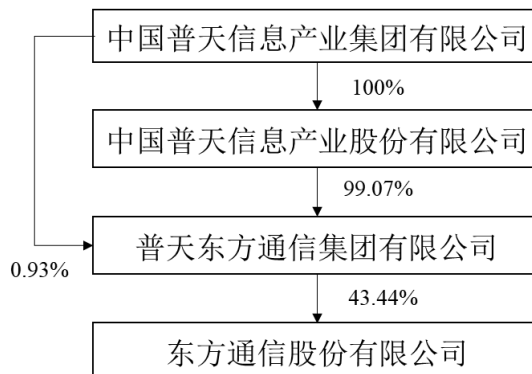 中国普天信息产业集团有限公司
100%
中国普天信息产业股份有限公司
99.07%
普天东方通信集团有限公司
0.93%
43.44%
东方通信股份有限公司